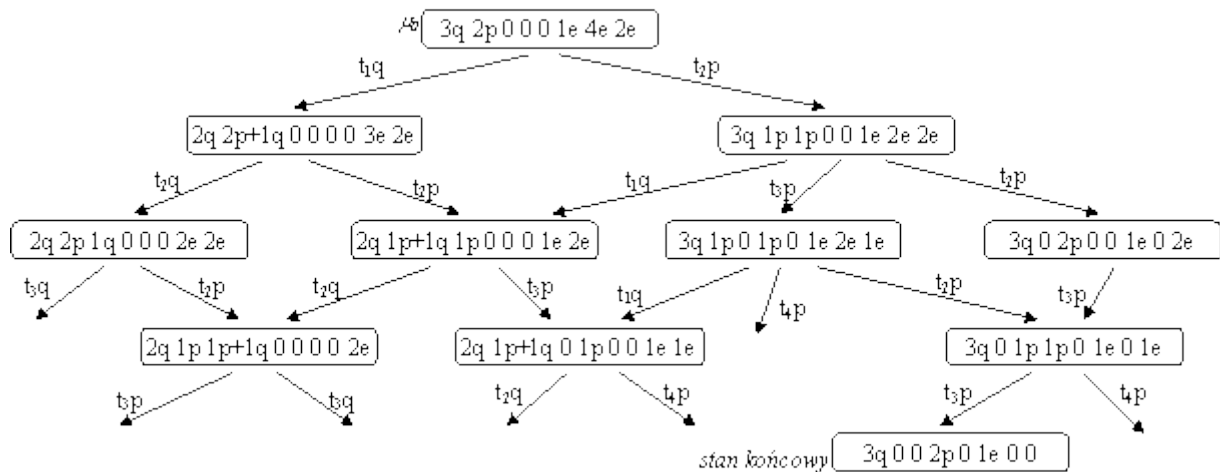 μ₀ 3q 2p 0 0 0 1e 4e 2e
t₁q t₂p
2q 2p+1q 0 0 0 0 3e 2e 3q 1p 1p 0 0 1e 2e 2e
t₂q t₂p t₁q t₃p t₂p
2q 2p 1q 0 0 0 2e 2e 2q 1p+1q 1p 0 0 0 1e 2e 3q 1p 0 1p 0 1e 2e 1e 3q 0 2p 0 0 1e 0 2e
t₃q t₂p t₂q t₃p t₁q t₄p t₂p t₃p
2q 1p 1p+1q 0 0 0 0 2e 2q 1p+1q 0 1p 0 0 1e 1e 3q 0 1p 1p 0 1e 0 1e
t₃p t₃q t₂q t₄p t₃p t₄p
stan końcowy 3q 0 0 2p 0 1e 0 0